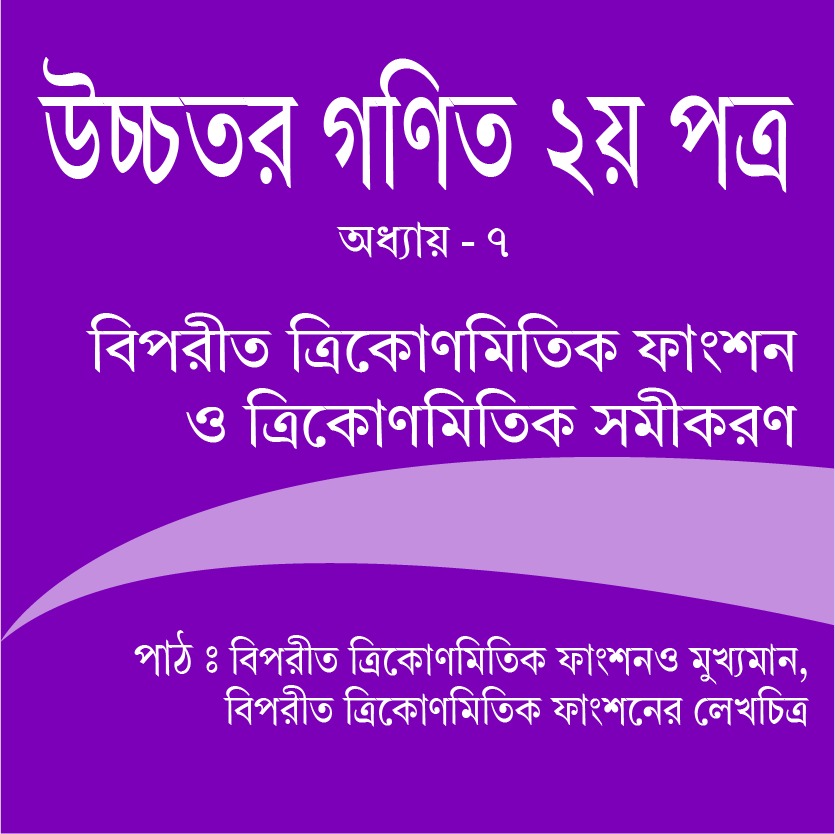 উচ্চতর গণিত ২য় পত্র
অধ্যায় - ৭
বিপরীত ত্রিকোণমিতিক ফাংশন
ও ত্রিকোণমিতিক সমীকরণ
পাঠ ঃ বিপরীত ত্রিকোণমিতিক ফাংশনও মুখ্যমান,
বিপরীত ত্রিকোণমিতিক ফাংশনের লেখচিত্র